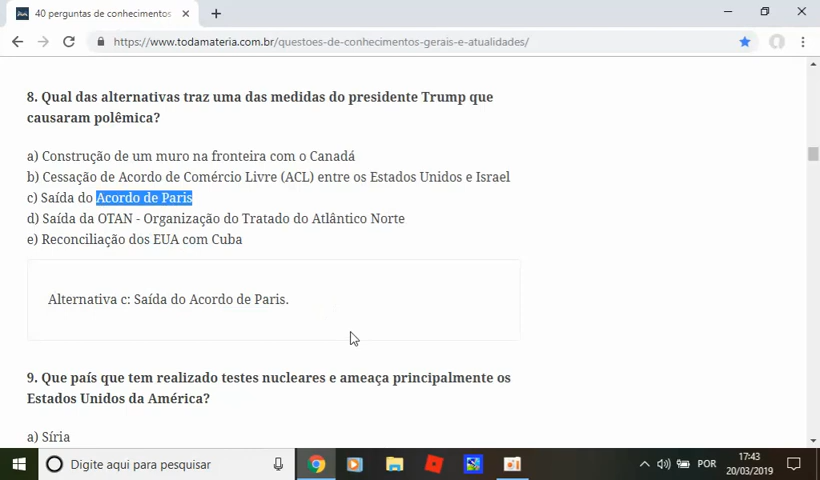 40 perguntas de conhecimentos
https://www.todamateria.com.br/questoes-de-conhecimentos-gerais-e-atualidades/
8. Qual das alternativas traz uma das medidas do presidente Trump que
causaram polêmica?
a) Construção de um muro na fronteira com o Canadá
b) Cessação de Acordo de Comércio Livre (ACL) entre os Estados Unidos e Israel
c) Saída do Acordo de Paris
d) Saída da OTAN - Organização do Tratado do Atlântico Norte
e) Reconciliação dos EUA com Cuba
Alternativa c: Saída do Acordo de Paris.
9. Que país que tem realizado testes nucleares e ameaça principalmente os
Estados Unidos da América?
a) Síria
Digite aqui para pesquisar
POR
17:43
20/03/2019